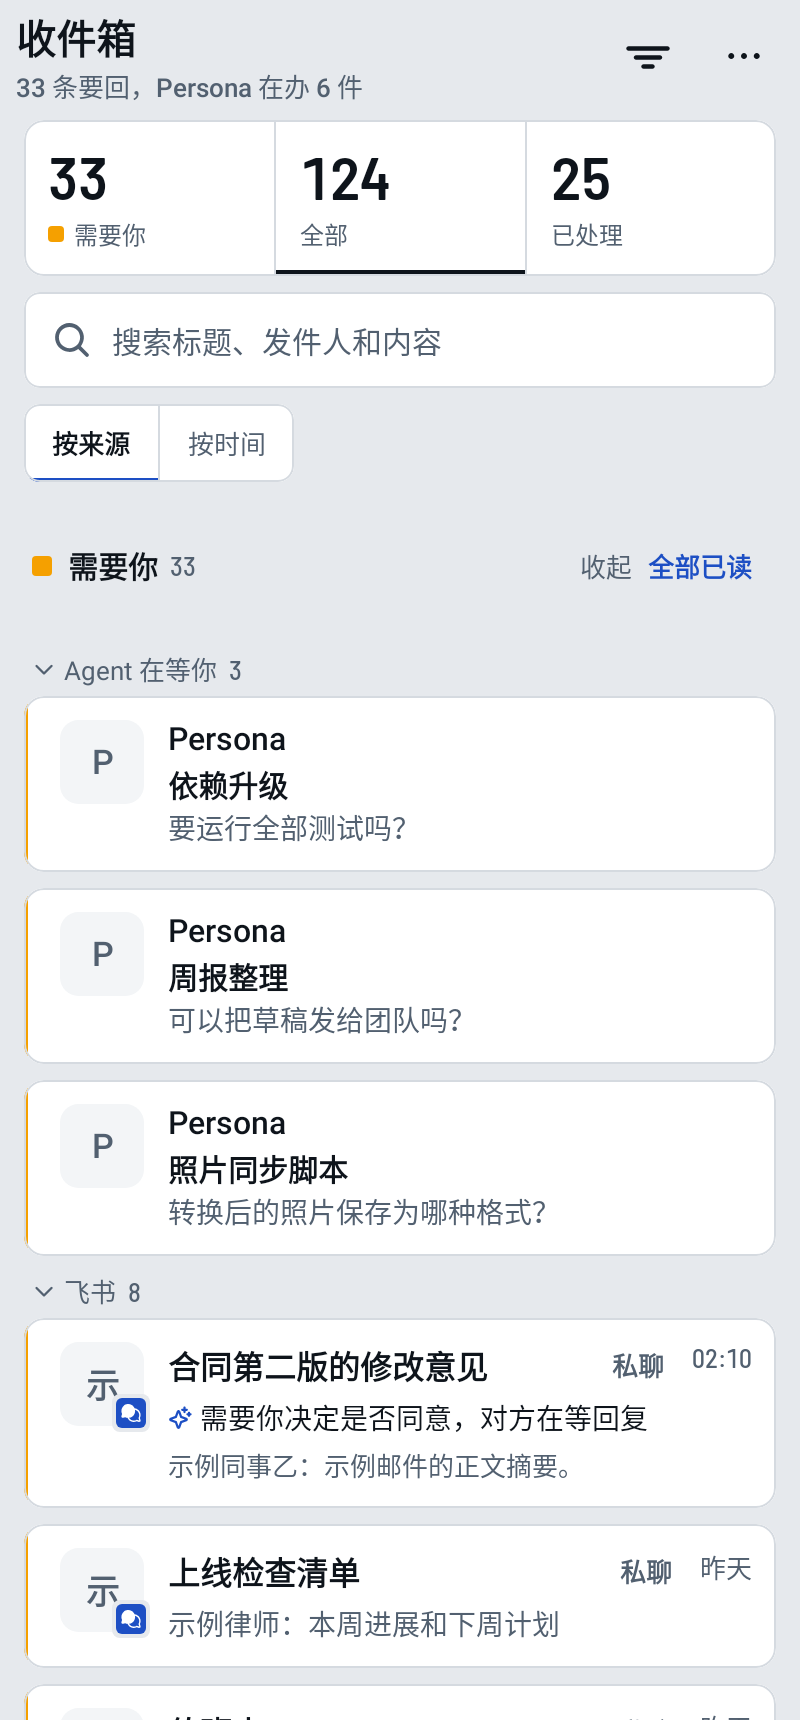 收件箱
33 条要回，Persona 在办 6 件
33
需要你
124
全部
25
已处理
搜索标题、发件人和内容
按来源
按时间
需要你 33
收起 全部已读
Agent 在等你 3
P
Persona
依赖升级
要运行全部测试吗？
P
Persona
周报整理
可以把草稿发给团队吗？
P
Persona
照片同步脚本
转换后的照片保存为哪种格式？
飞书 8
示
合同第二版的修改意见 私聊 02:10
需要你决定是否同意，对方在等回复
示例同事乙：示例邮件的正文摘要。
示
上线检查清单 私聊 昨天
示例律师：本周进展和下周计划